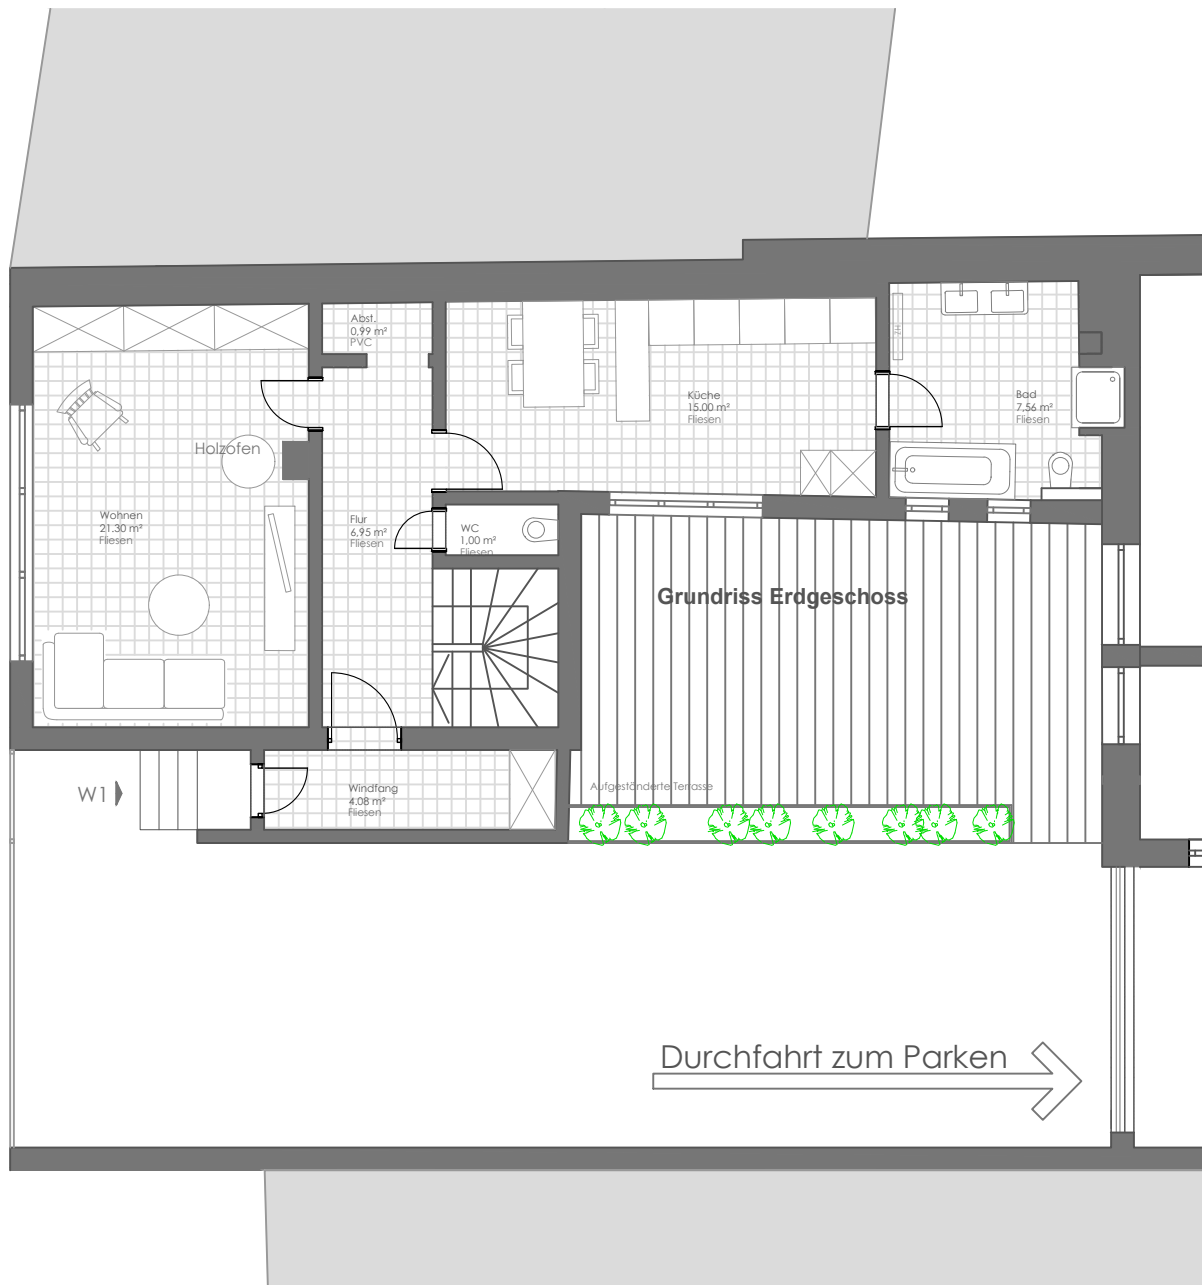 Abst.
0,99 m²
PVC
Küche
15.00 m²
Fliesen
Bad
7,56 m²
Fliesen
HZ
Holzofen
Wohnen
21.30 m²
Fliesen
Flur
6,95 m²
Fliesen
WC
1,00 m²
Fliesen
Grundriss Erdgeschoss
W1
Windfang
4.08 m²
Fliesen
Aufgeständerte Terrasse
Durchfahrt zum Parken